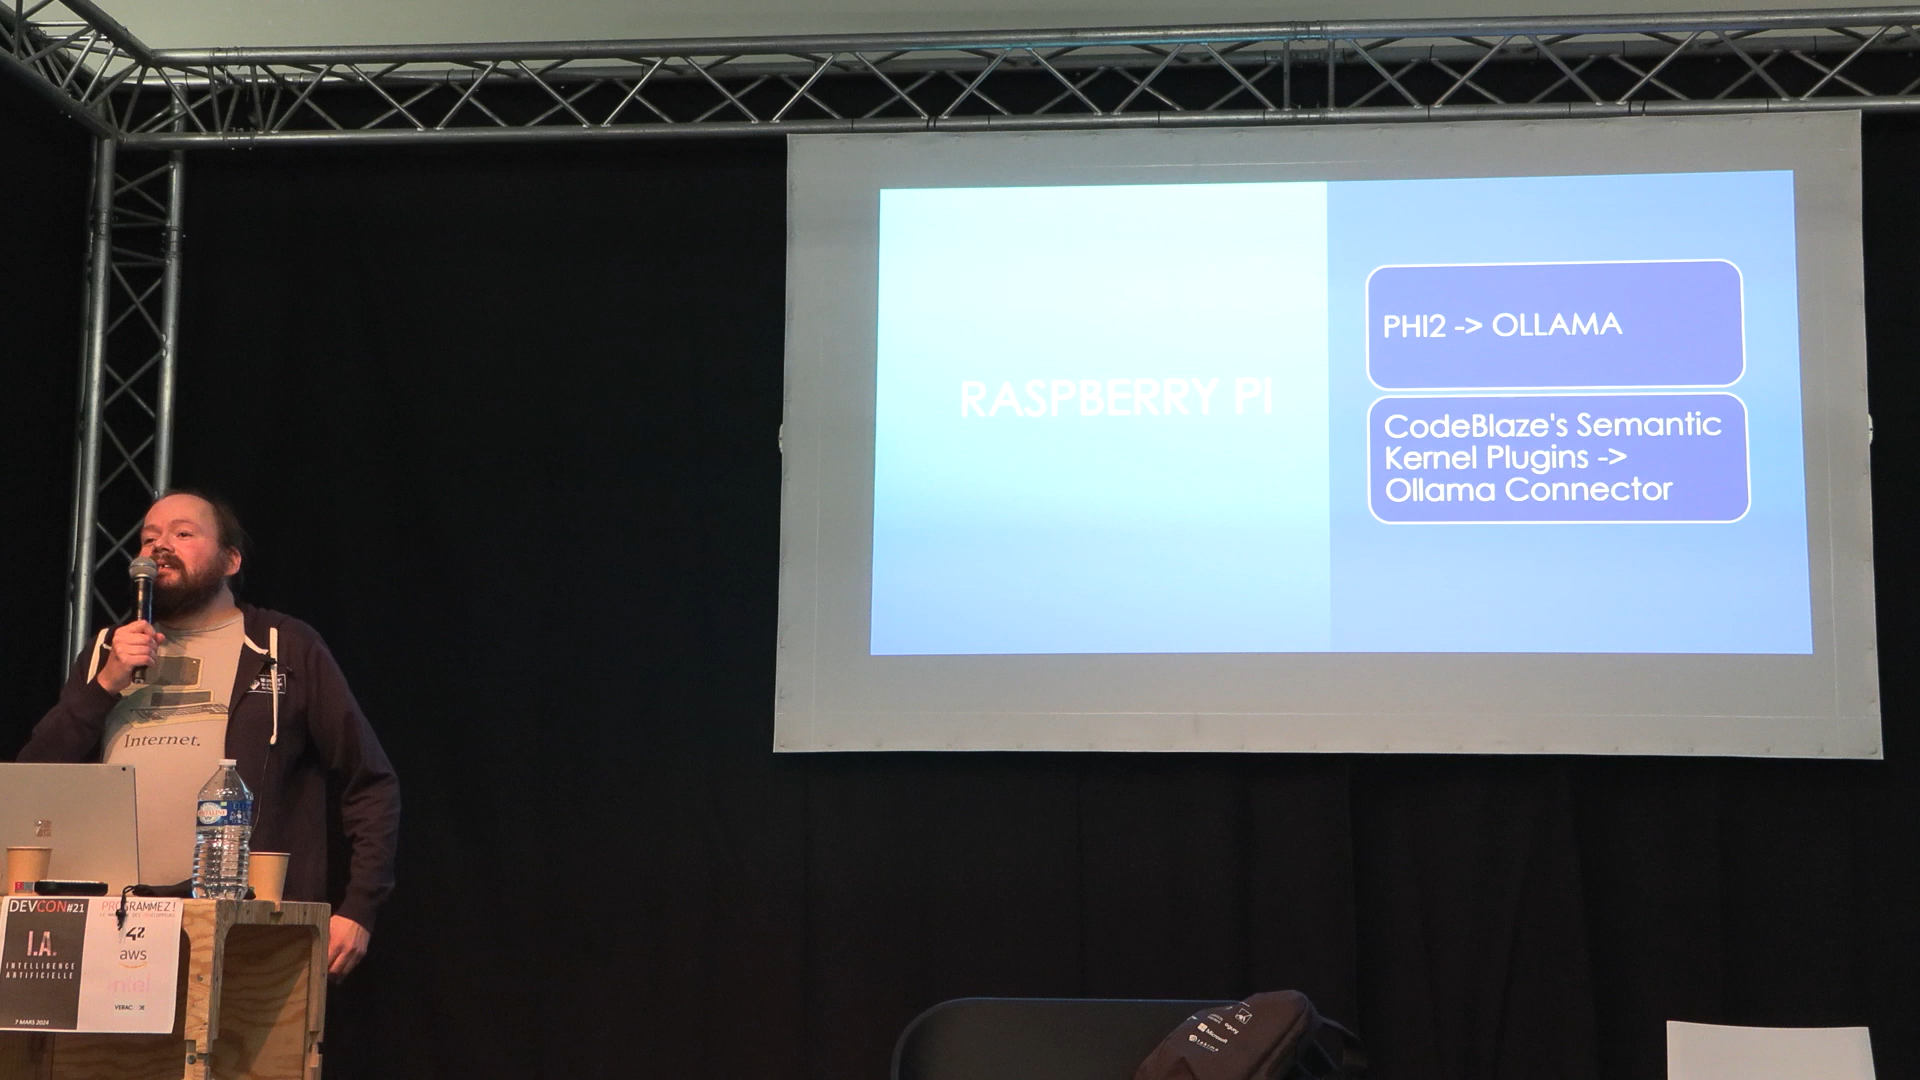 RASPBERRY PI
PHI2 -> OLLAMA
CodeBlaze's Semantic
Kernel Plugins ->
Ollama Connector
Internet.
DEVCON#21
I.A.
INTELLIGENCE
ARTIFICIELLE
7 MARS 2024
PROGRAMMEZ!
42
aws
intel
Microsoft